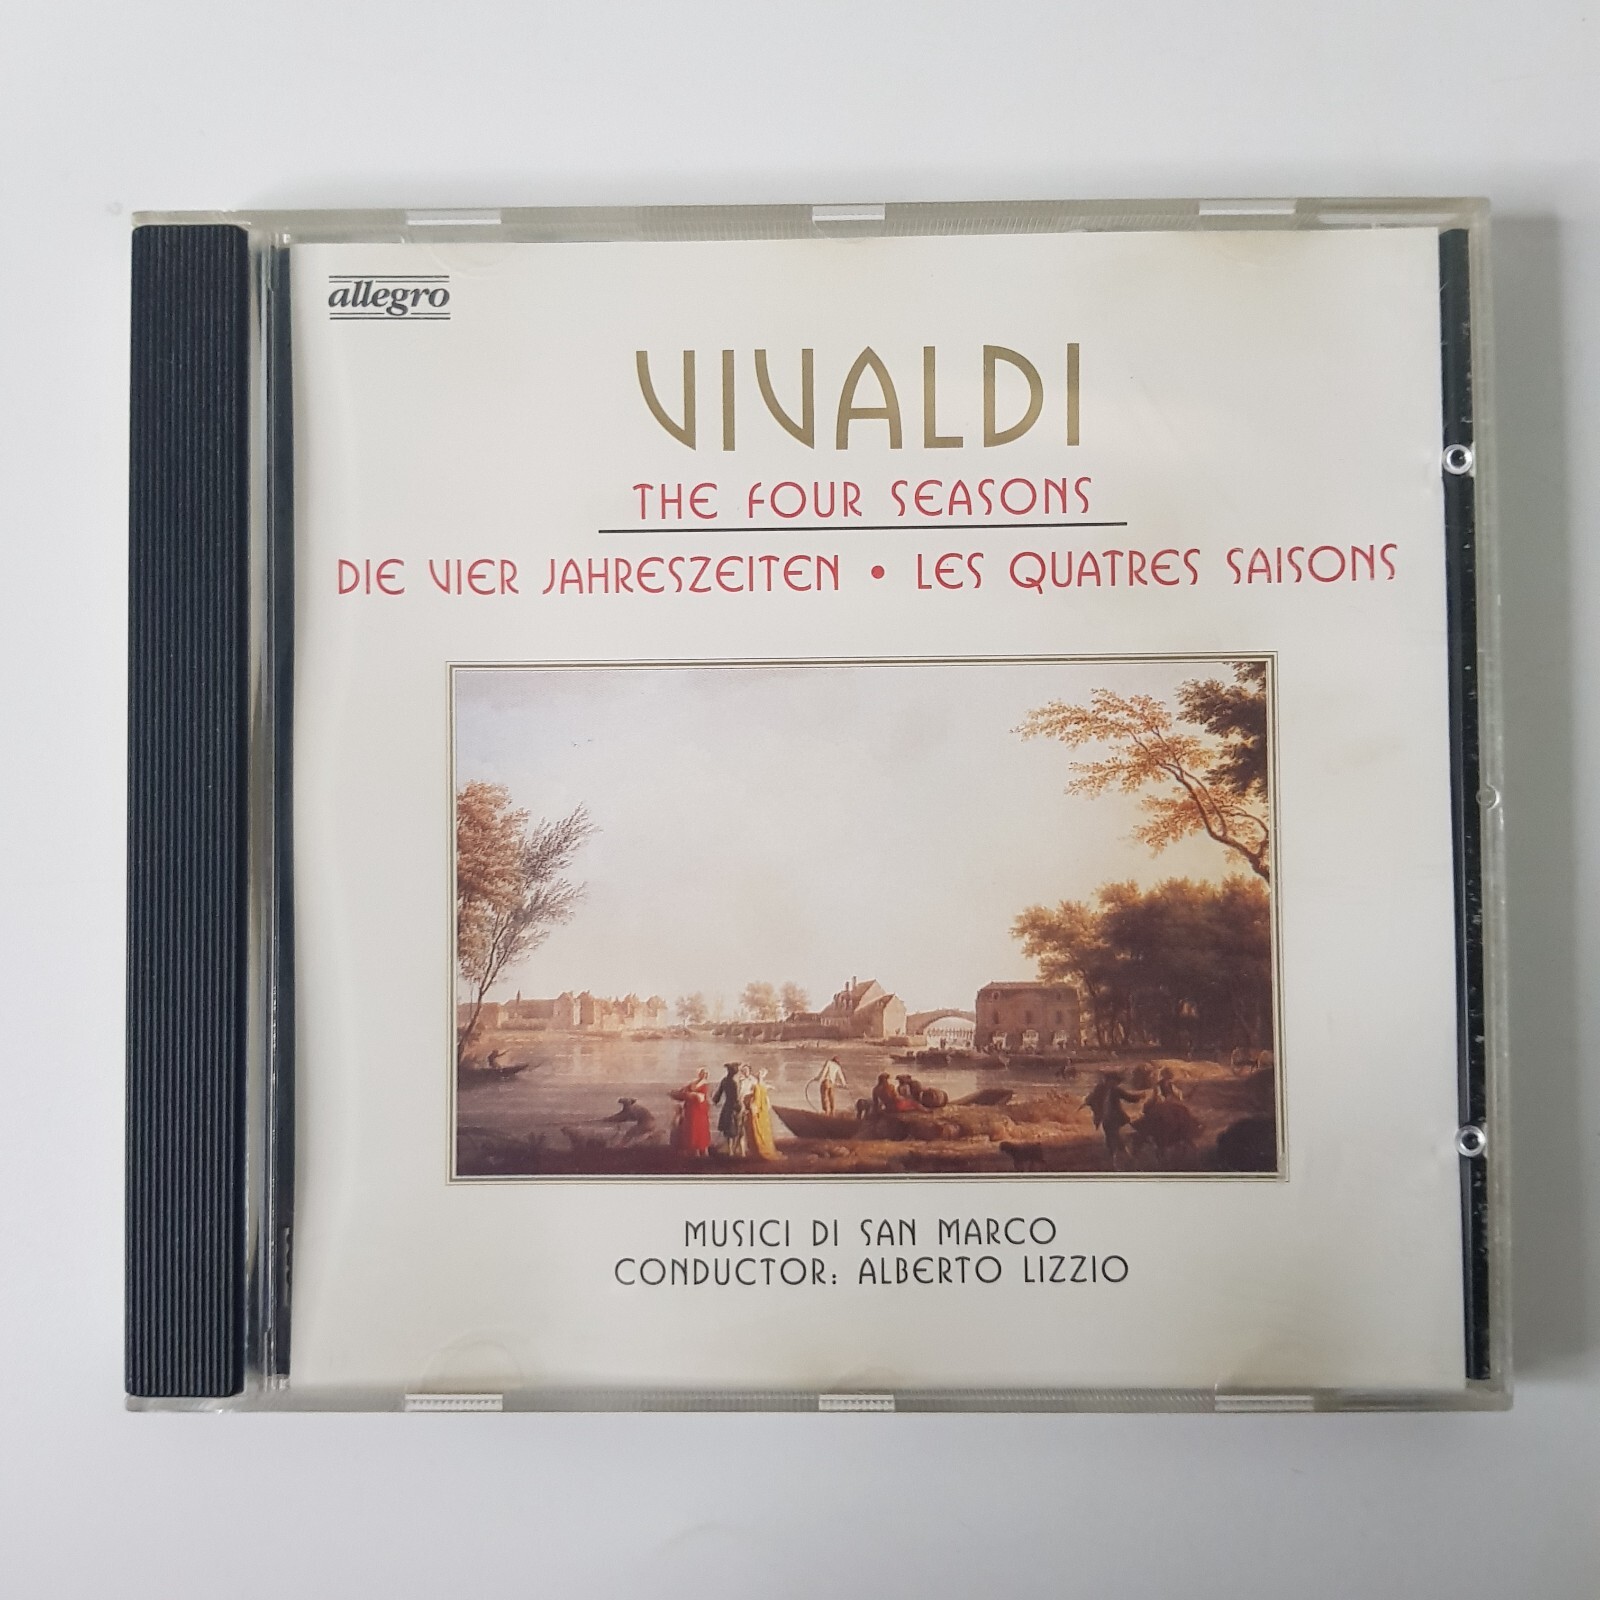 allegro
VIVALDI
THE FOUR SEASONS
DIE VIER JAHRESZEITEN • LES QUATRES SAISONS
MUSICI DI SAN MARCO
CONDUCTOR: ALBERTO LIZZIO